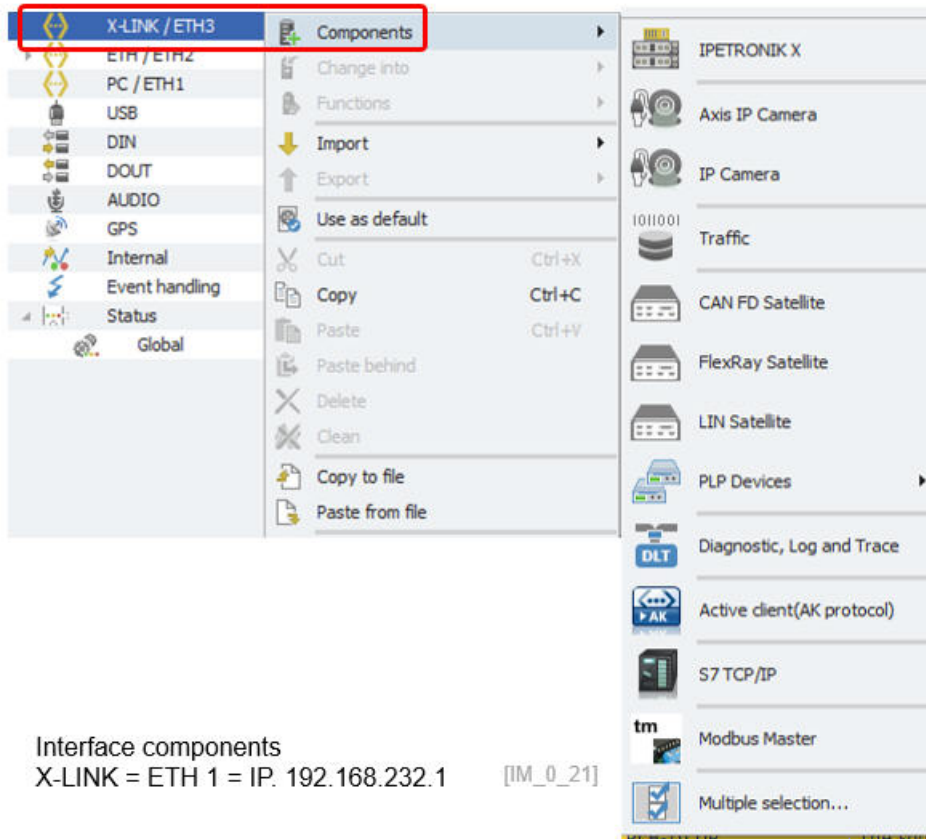 X-LINK / ETH3
ETH / ETH2
PC / ETH1
USB
DIN
DOUT
AUDIO
GPS
Internal
Event handling
Status
Global
Components
Change into
Functions
Import
Export
Use as default
Cut Ctrl+X
Copy Ctrl+C
Paste Ctrl+V
Paste behind
Delete
Clean
Copy to file
Paste from file
IPETRONIK X
Axis IP Camera
IP Camera
1011001
Traffic
CAN FD Satellite
FlexRay Satellite
LIN Satellite
PLP Devices
DLT
Diagnostic, Log and Trace
AK
Active client(AK protocol)
S7 TCP/IP
tm
Modbus Master
Multiple selection...
Interface components
X-LINK = ETH 1 = IP. 192.168.232.1 [IM_0_21]